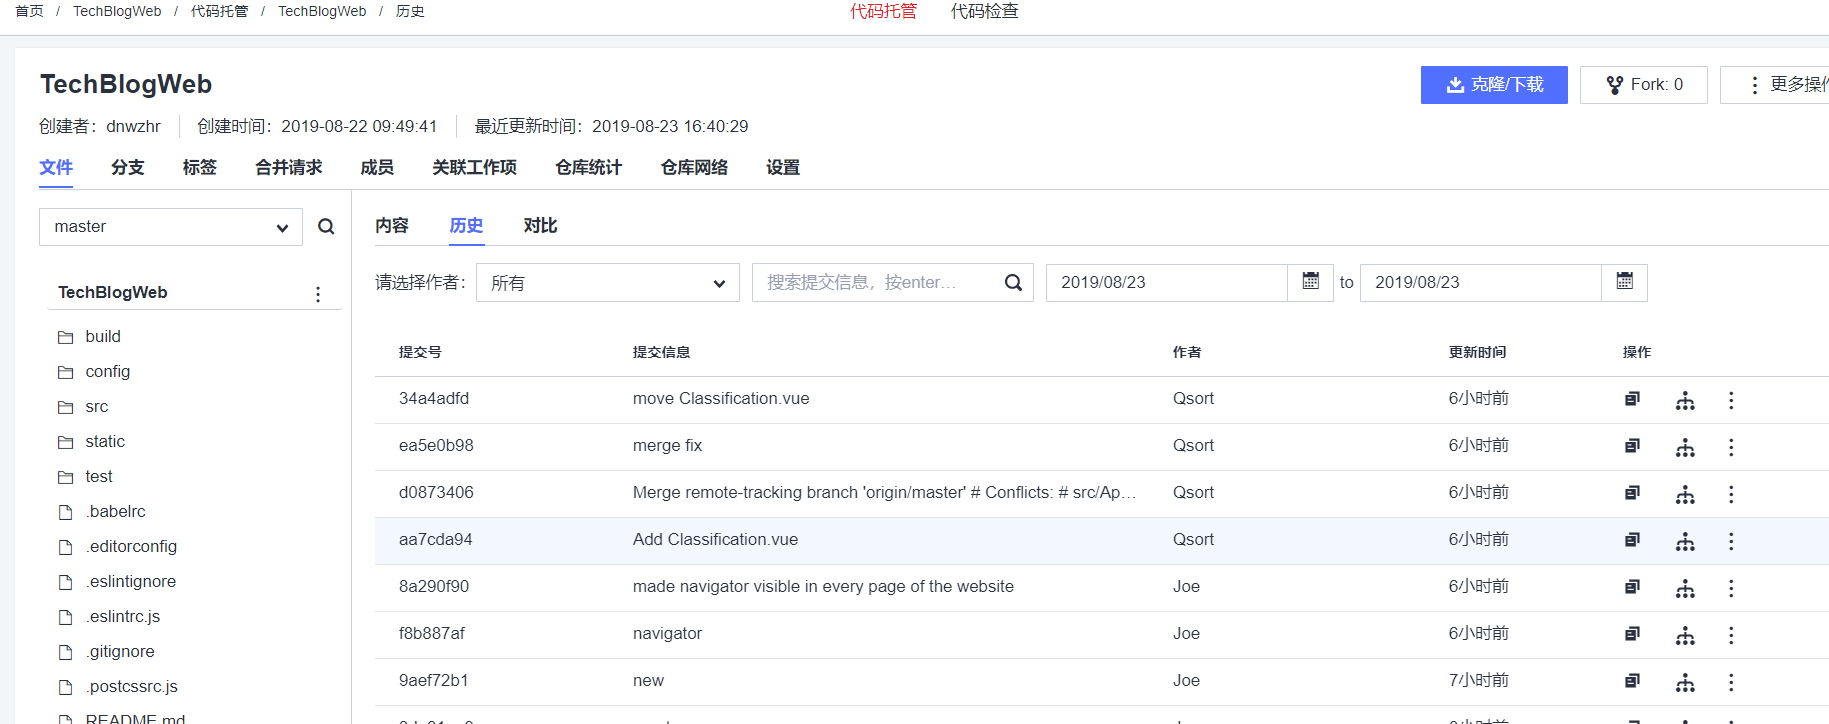 首页 / TechBlogWeb / 代码托管 / TechBlogWeb / 历史
代码托管 代码检查
TechBlogWeb
克隆/下载 Fork: 0 更多操作
创建者：dnwzhr 创建时间：2019-08-22 09:49:41 最近更新时间：2019-08-23 16:40:29
文件 分支 标签 合并请求 成员 关联工作项 仓库统计 仓库网络 设置
master
TechBlogWeb
build
config
src
static
test
.babelrc
.editorconfig
.eslintignore
.eslintrc.js
.gitignore
.postcssrc.js
README.md
内容 历史 对比
请选择作者： 所有 搜索提交信息，按enter... 2019/08/23 to 2019/08/23
提交号 提交信息 作者 更新时间 操作
34a4adfd move Classification.vue Qsort 6小时前
ea5e0b98 merge fix Qsort 6小时前
d0873406 Merge remote-tracking branch 'origin/master' # Conflicts: # src/Ap... Qsort 6小时前
aa7cda94 Add Classification.vue Qsort 6小时前
8a290f90 made navigator visible in every page of the website Joe 6小时前
f8b887af navigator Joe 6小时前
9aef72b1 new Joe 7小时前